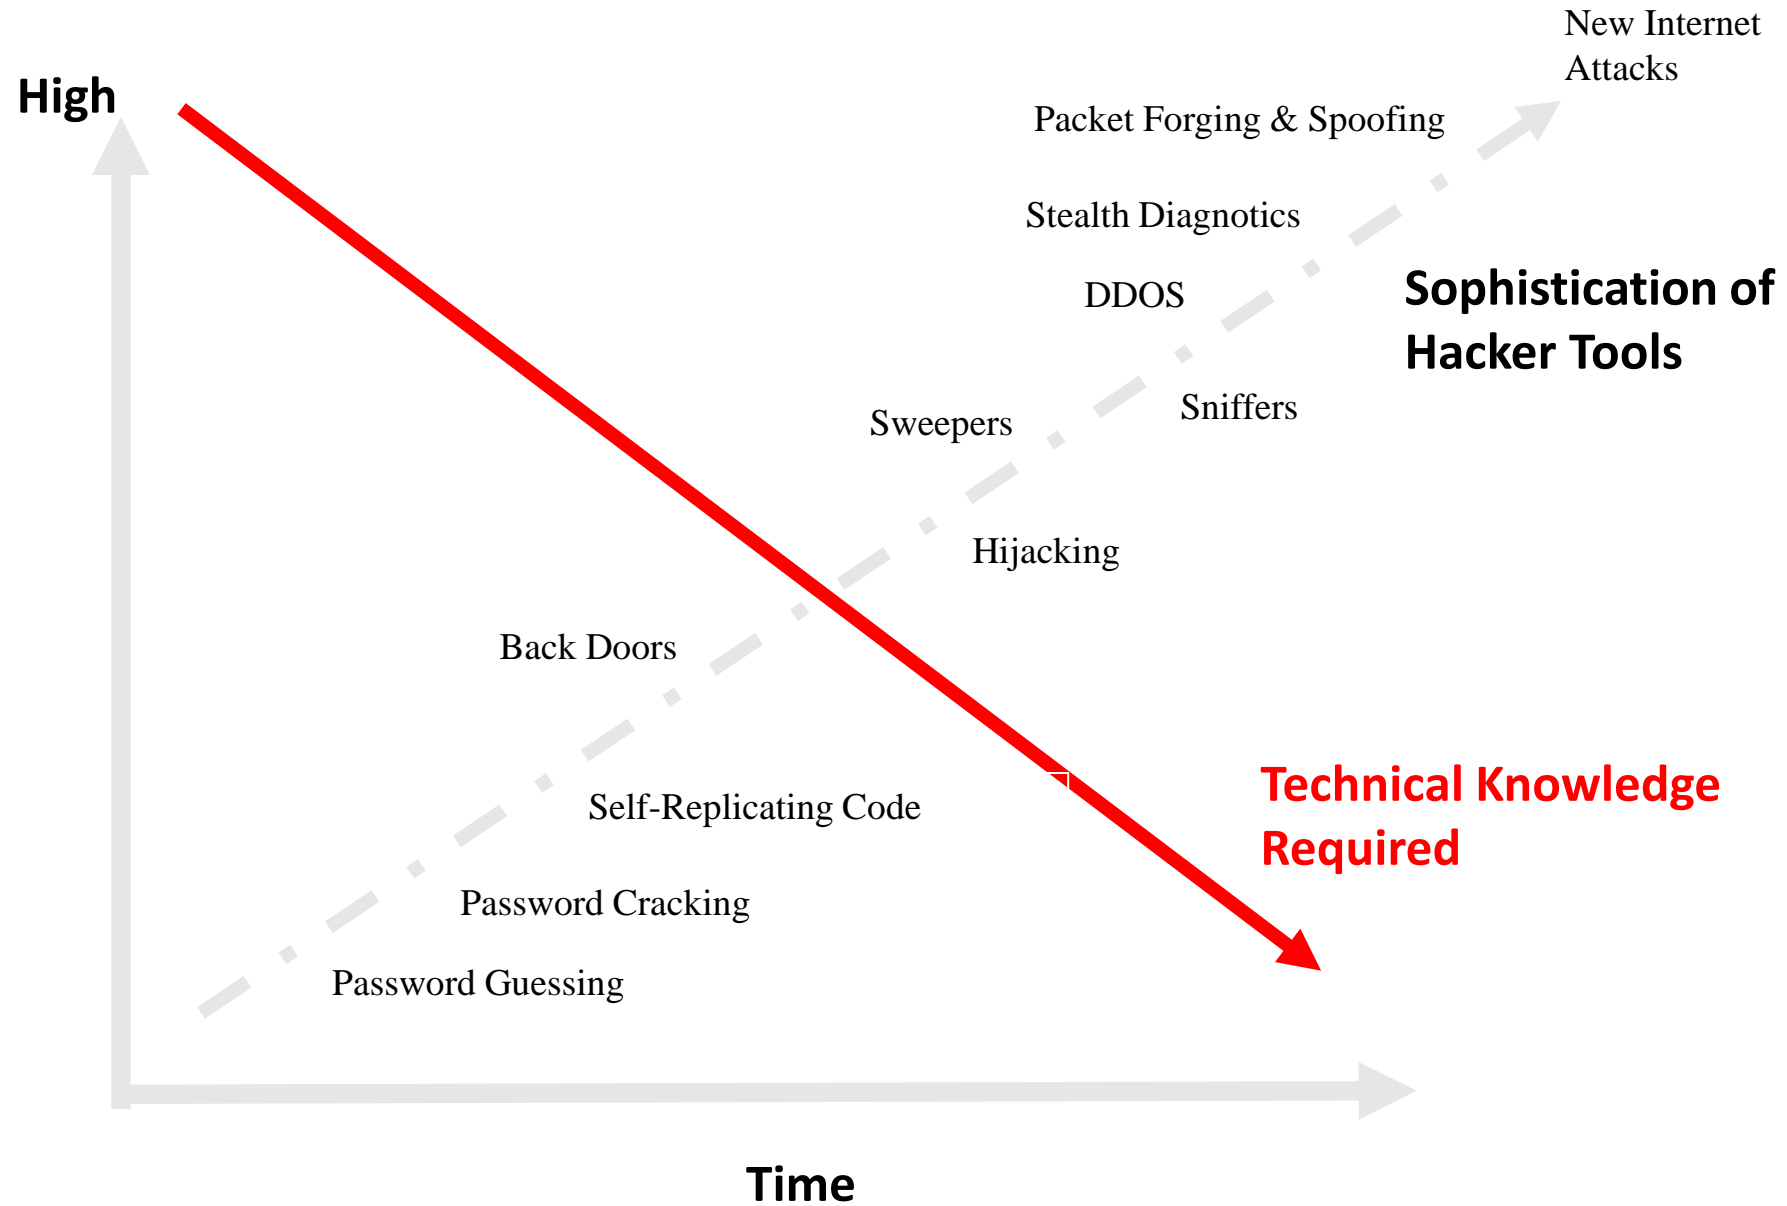 New Internet
Attacks
High
Packet Forging & Spoofing
Stealth Diagnotics
DDOS
Sophistication of
Hacker Tools
Sniffers
Sweepers
Hijacking
Back Doors
Technical Knowledge
Required
Self-Replicating Code
Password Cracking
Password Guessing
Time